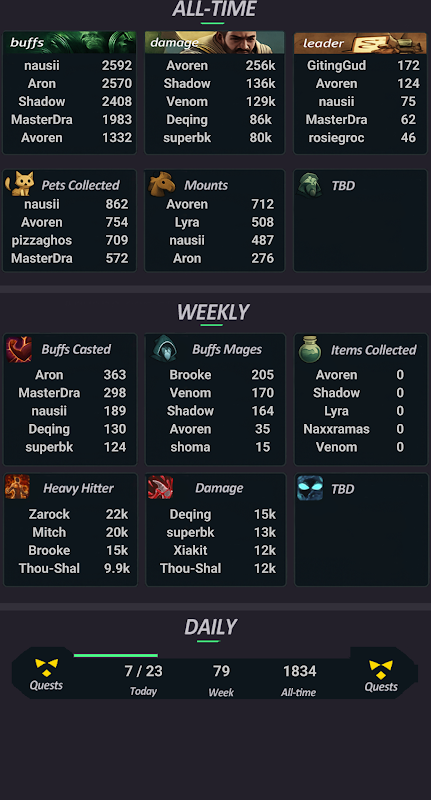 ALL-TIME
buffs
nausii 2592
Aron 2570
Shadow 2408
MasterDra 1983
Avoren 1332
damage
Avoren 256k
Shadow 136k
Venom 129k
Deqing 86k
superbk 80k
leader
GitingGud 172
Avoren 124
nausii 75
MasterDra 62
rosiegroc 46
Pets Collected
nausii 862
Avoren 754
pizzaghos 709
MasterDra 572
Mounts
Avoren 712
Lyra 508
nausii 487
Aron 276
TBD
WEEKLY
Buffs Casted
Aron 363
MasterDra 298
nausii 189
Deqing 130
superbk 124
Buffs Mages
Brooke 205
Venom 170
Shadow 164
Avoren 35
shoma 15
Items Collected
Avoren 0
Shadow 0
Lyra 0
Naxxramas 0
Venom 0
Heavy Hitter
Zarock 22k
Mitch 20k
Brooke 15k
Thou-Shal 9.9k
Damage
Deqing 15k
superbk 13k
Xiakit 12k
Thou-Shal 12k
TBD
DAILY
Quests
7 / 23
Today
79
Week
1834
All-time
Quests